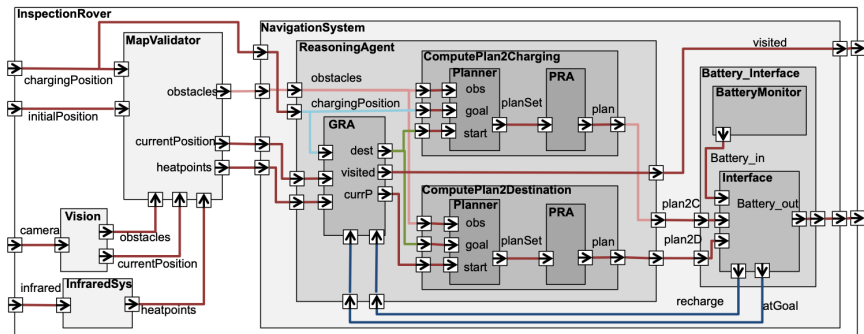 InspectionRover
NavigationSystem
MapValidator
ReasoningAgent
ComputePlan2Charging
chargingPosition
obstacles
obstacles
Planner
PRA
visited
Battery_Interface
BatteryMonitor
obs
chargingPosition
goal
planSet
plan
initialPosition
GRA
start
currentPosition
dest
Battery_in
heatpoints
visited
Interface
currP
ComputePlan2Destination
Planner
PRA
plan2C
Battery_out
Vision
camera
obstacles
obs
goal
planSet
plan
plan2D
currentPosition
start
infrared
InfraredSys
heatpoints
recharge
atGoal